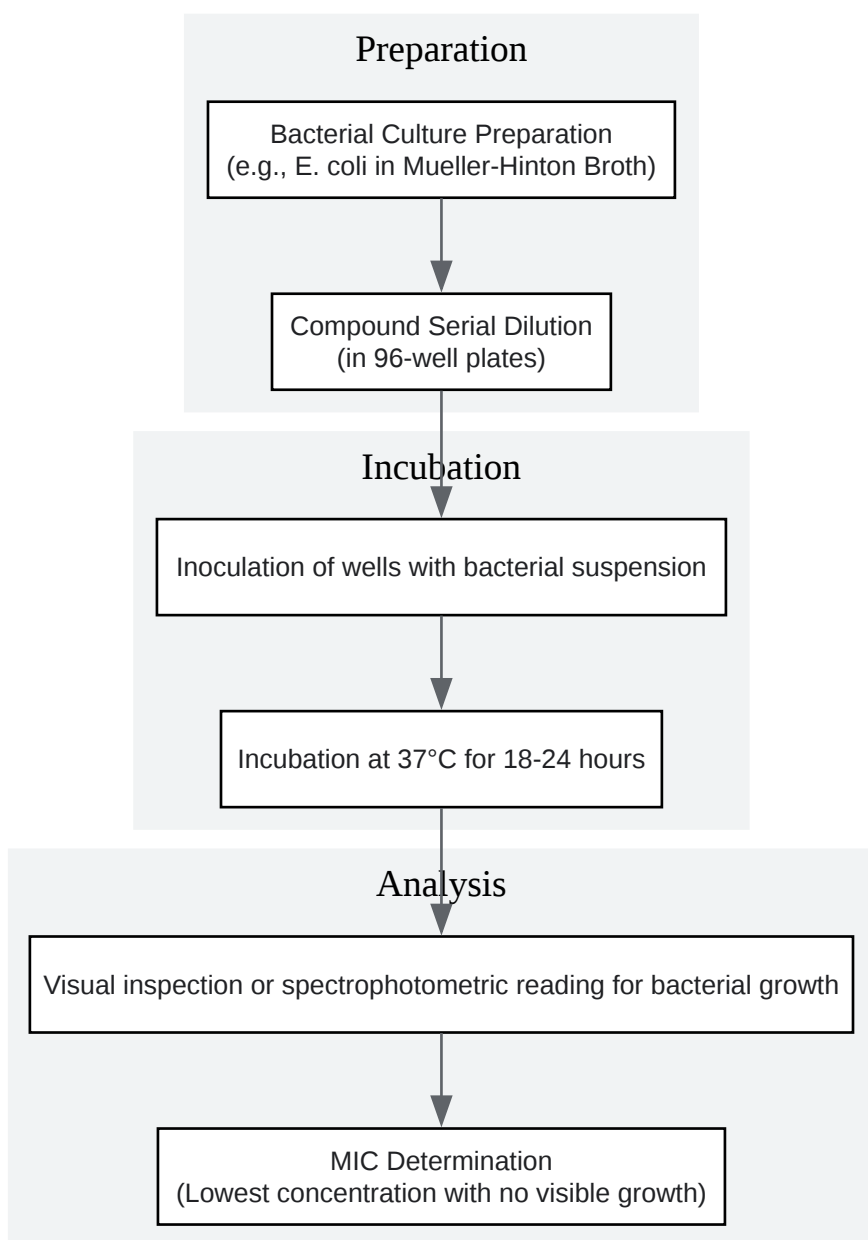 Preparation
Bacterial Culture Preparation
(e.g., E. coli in Mueller-Hinton Broth)
Compound Serial Dilution
(in 96-well plates)
Incubation
Inoculation of wells with bacterial suspension
Incubation at 37°C for 18-24 hours
Analysis
Visual inspection or spectrophotometric reading for bacterial growth
MIC Determination
(Lowest concentration with no visible growth)